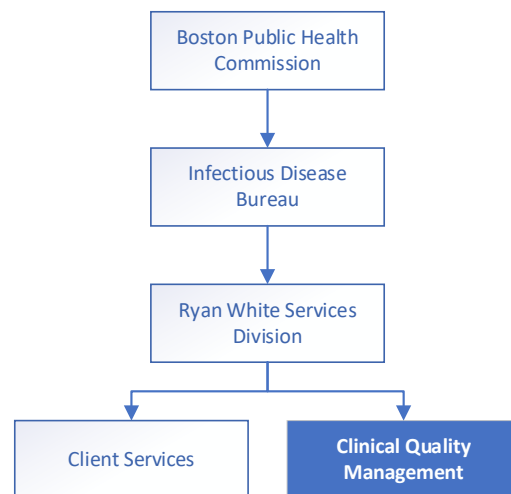 Boston Public Health
Commission
Infectious Disease
Bureau
Ryan White Services
Division
Client Services
Clinical Quality
Management